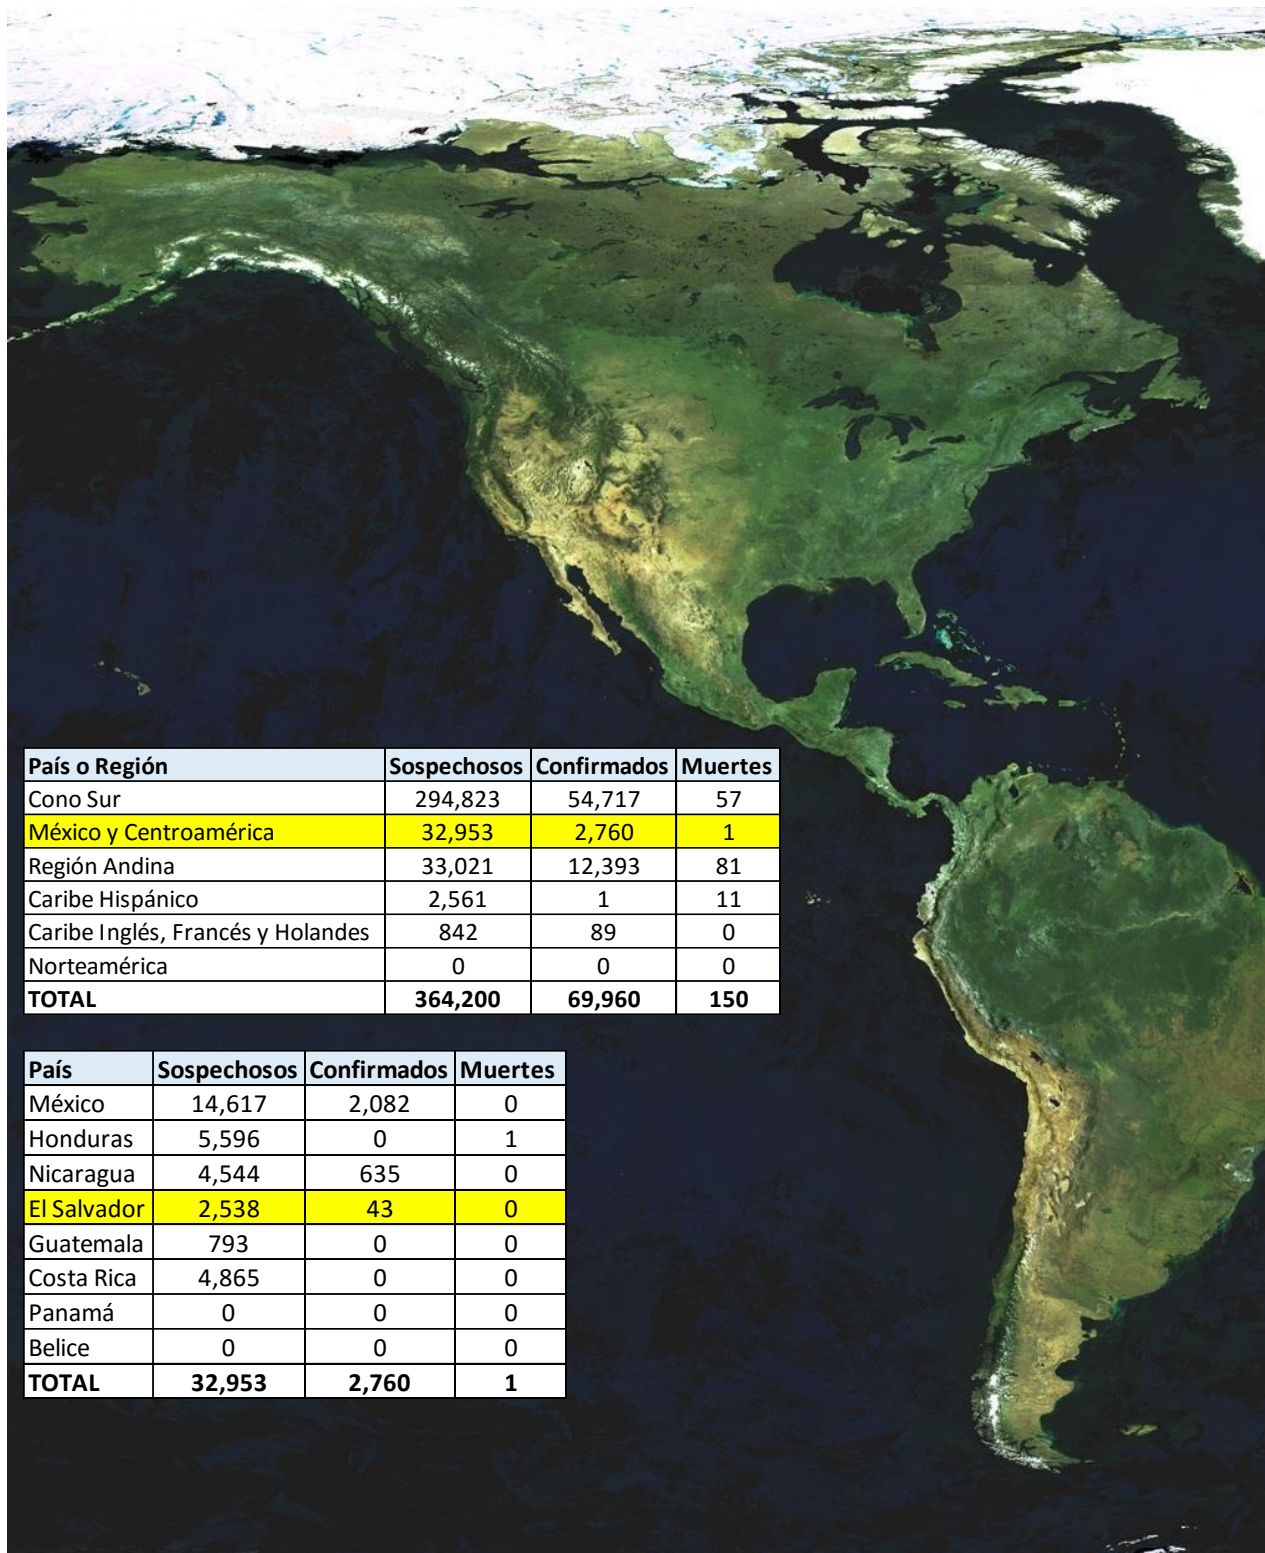 País o Región Sospechosos Confirmados Muertes
Cono Sur 294,823 54,717 57
México y Centroamérica 32,953 2,760 1
Región Andina 33,021 12,393 81
Caribe Hispánico 2,561 1 11
Caribe Inglés, Francés y Holandes 842 89 0
Norteamérica 0 0 0
TOTAL 364,200 69,960 150
País Sospechosos Confirmados Muertes
México 14,617 2,082 0
Honduras 5,596 0 1
Nicaragua 4,544 635 0
El Salvador 2,538 43 0
Guatemala 793 0 0
Costa Rica 4,865 0 0
Panamá 0 0 0
Belice 0 0 0
TOTAL 32,953 2,760 1